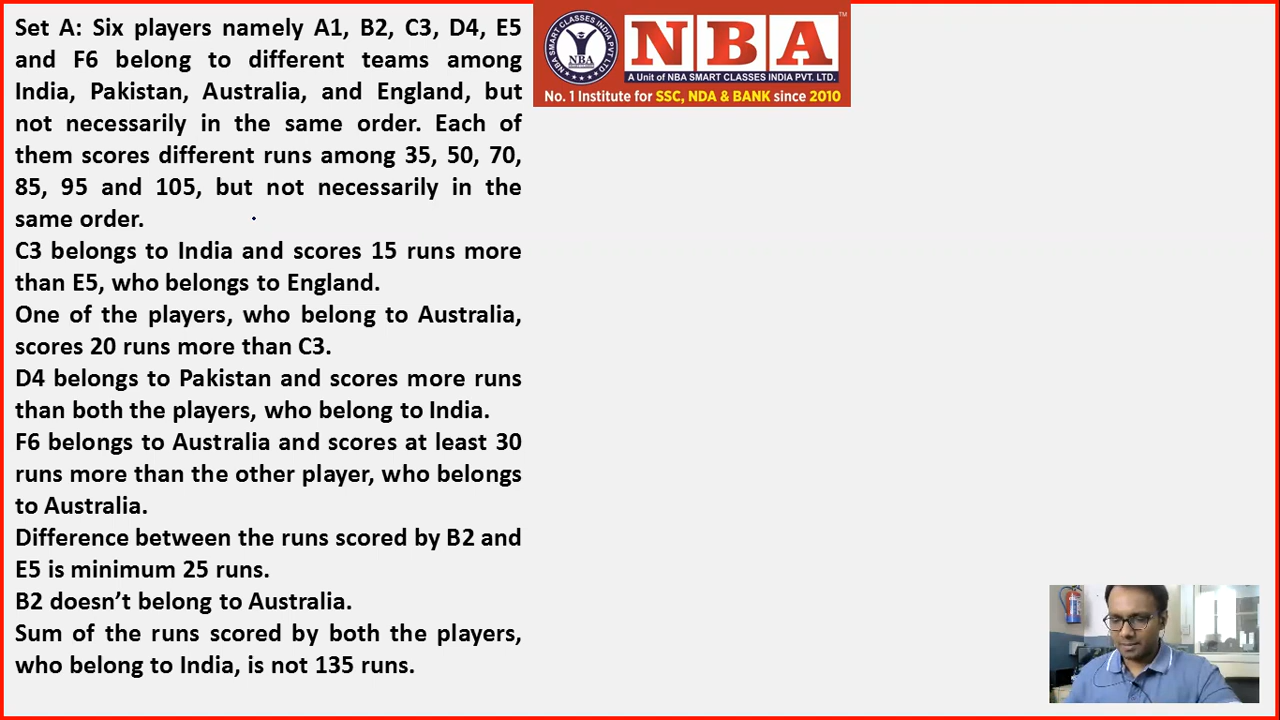 Set A: Six players namely A1, B2, C3, D4, E5
and F6 belong to different teams among
India, Pakistan, Australia, and England, but
not necessarily in the same order. Each of
them scores different runs among 35, 50, 70,
85, 95 and 105, but not necessarily in the
same order.
C3 belongs to India and scores 15 runs more
than E5, who belongs to England.
One of the players, who belong to Australia,
scores 20 runs more than C3.
D4 belongs to Pakistan and scores more runs
than both the players, who belong to India.
F6 belongs to Australia and scores at least 30
runs more than the other player, who belongs
to Australia.
Difference between the runs scored by B2 and
E5 is minimum 25 runs.
B2 doesn’t belong to Australia.
Sum of the runs scored by both the players,
who belong to India, is not 135 runs.
NBA SMART CLASSES INDIA PVT LTD
NBA
NBA
TM
A Unit of NBA SMART CLASSES INDIA PVT. LTD.
No. 1 Institute for SSC, NDA & BANK since 2010